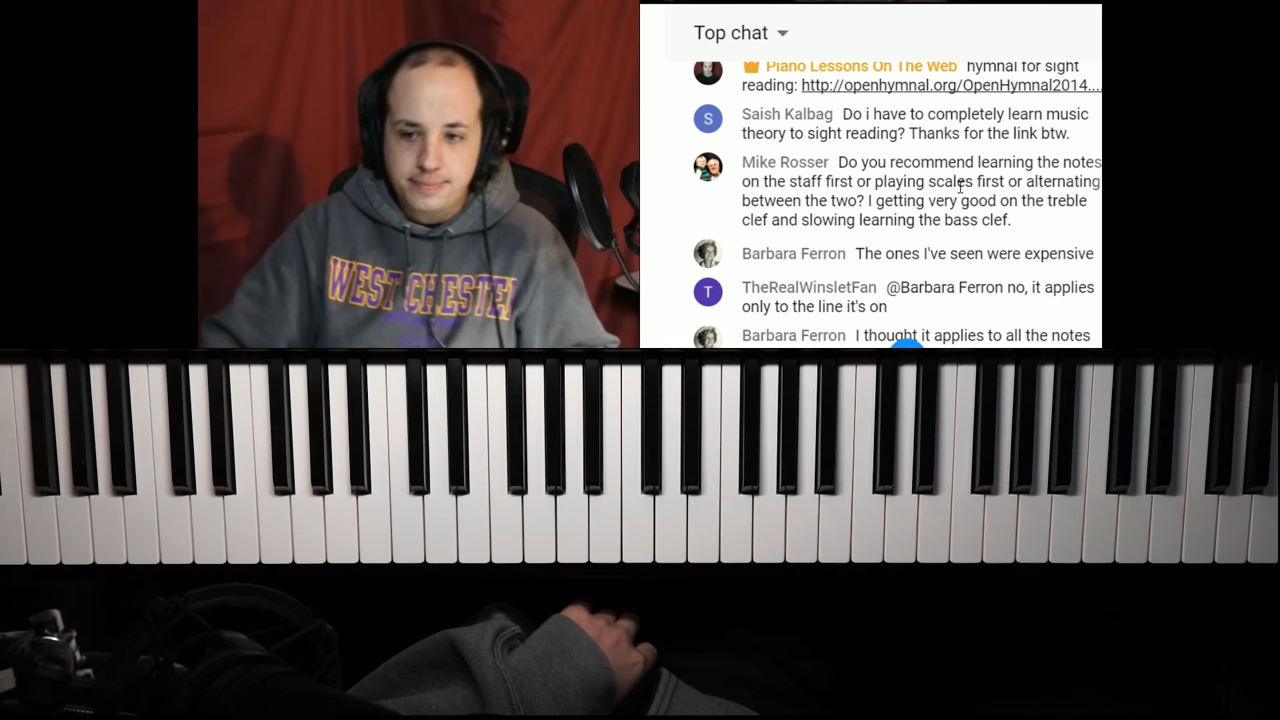 Top chat
Piano Lessons On The Web hymnal for sight
reading: http://openhymnal.org/OpenHymnal2014....
S
Saish Kalbag Do i have to completely learn music
theory to sight reading? Thanks for the link btw.
Mike Rosser Do you recommend learning the notes
on the staff first or playing scales first or alternating
between the two? I getting very good on the treble
clef and slowing learning the bass clef.
Barbara Ferron The ones I've seen were expensive
T
TheRealWinsletFan @Barbara Ferron no, it applies
only to the line it's on
Barbara Ferron I thought it applies to all the notes
WEST CHESTER